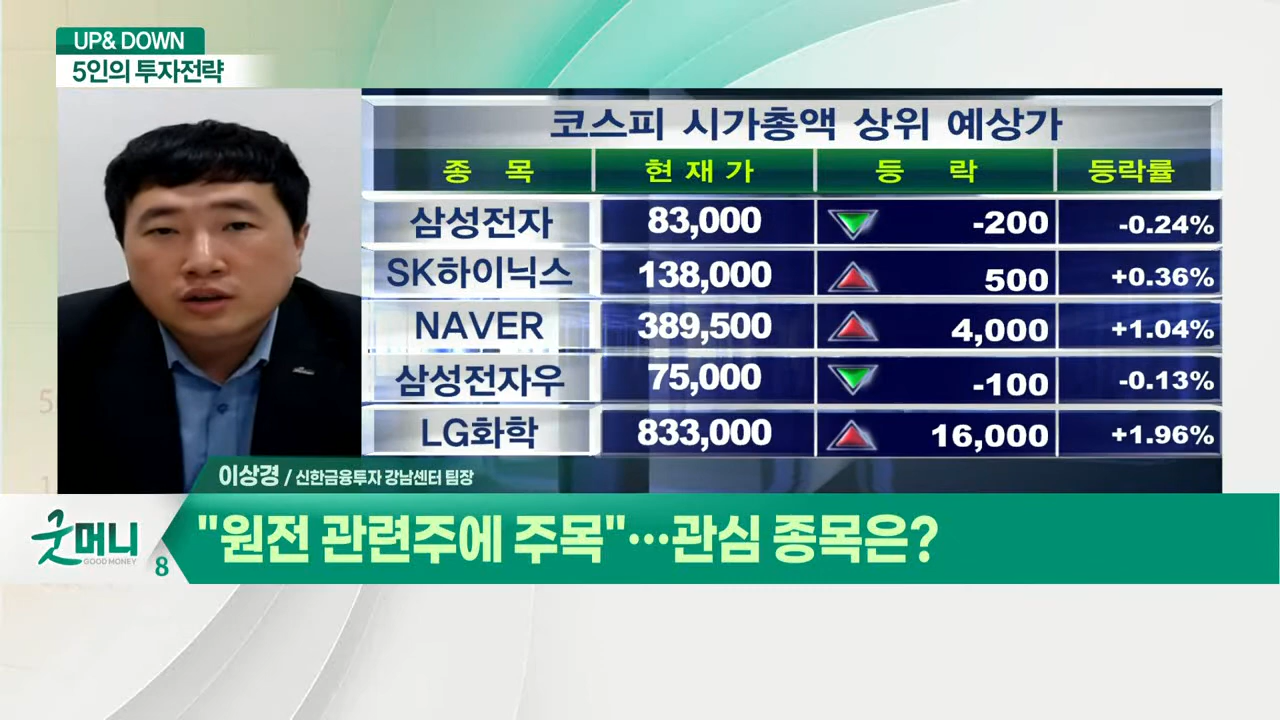 UP& DOWN
5인의 투자전략
코스피 시가총액 상위 예상가
종목 현재가 등락 등락률
삼성전자 83,000 -200 -0.24%
SK하이닉스 138,000 500 +0.36%
NAVER 389,500 4,000 +1.04%
삼성전자우 75,000 -100 -0.13%
LG화학 833,000 16,000 +1.96%
이상경 / 신한금융투자 강남센터 팀장
굿머니
GOOD MONEY
8
"원전 관련주에 주목"…관심 종목은?
5
1